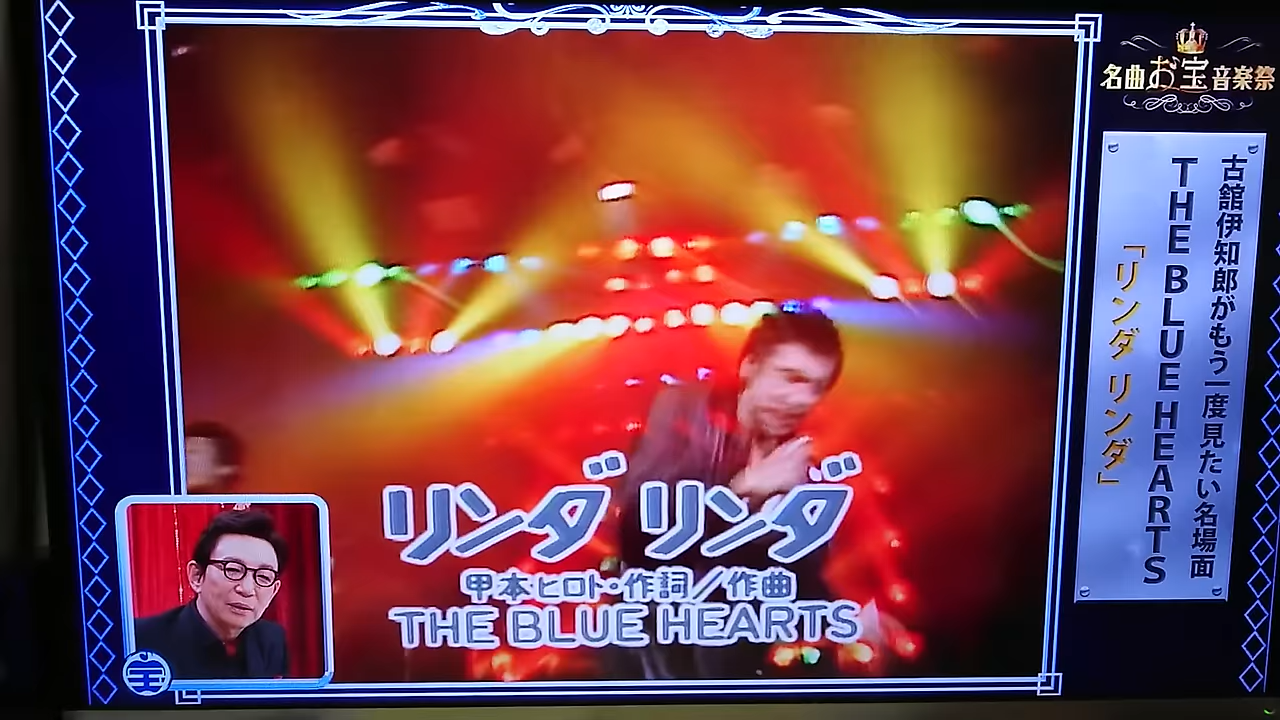 名曲お宝音楽祭
古舘伊知郎がもう一度見たい名場面
THE BLUE HEARTS
「リンダ リンダ」
リンダ リンダ
甲本ヒロト・作詞／作曲
THE BLUE HEARTS
宝